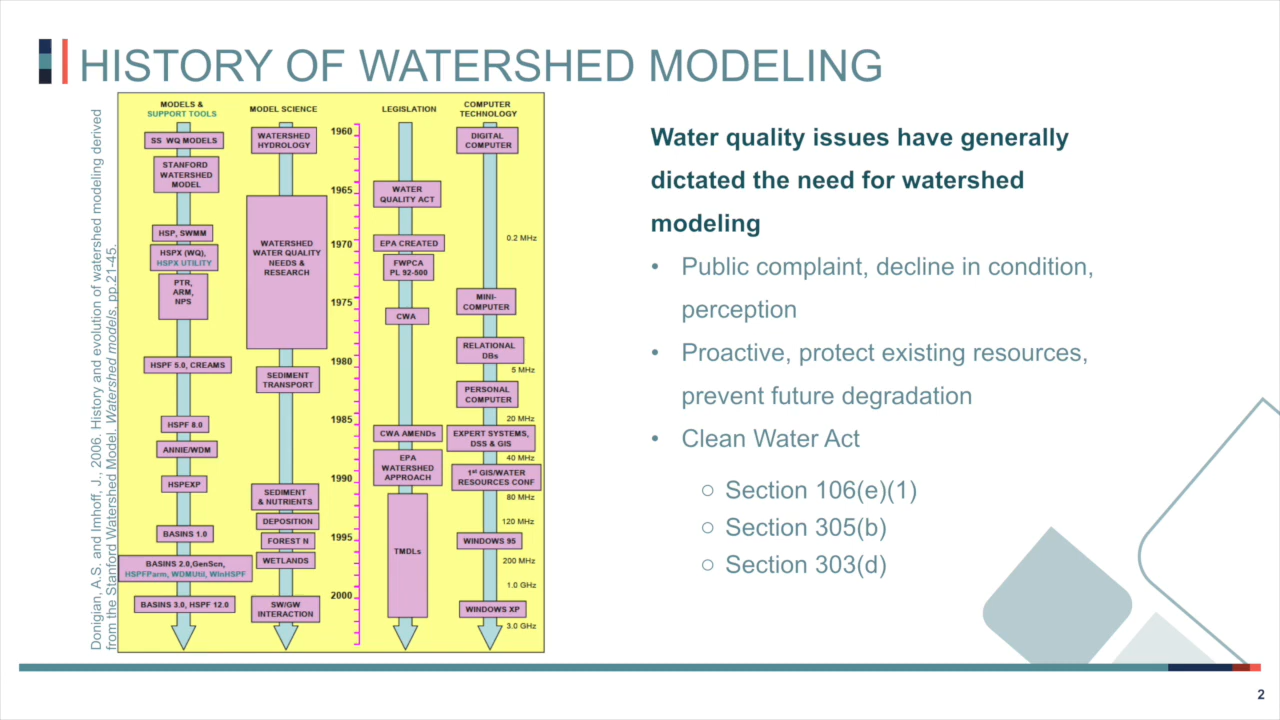 HISTORY OF WATERSHED MODELING
Donigian, A.S. and Imhoff, J., 2006. History and evolution of watershed modeling derived
from the Stanford Watershed Model. Watershed models, pp.21-45.
MODELS &
SUPPORT TOOLS
SS WQ MODELS
STANFORD
WATERSHED
MODEL
HSP, SWMM
HSPX (WQ),
HSPX UTILITY
PTR,
ARM,
NPS
HSPF 5.0, CREAMS
HSPF 8.0
ANNIE/WDM
HSPEXP
BASINS 1.0
BASINS 2.0,GenScn,
HSPFParm, WDMUtil, WinHSPF
BASINS 3.0, HSPF 12.0
MODEL SCIENCE
WATERSHED
HYDROLOGY
WATERSHED
WATER QUALITY
NEEDS &
RESEARCH
SEDIMENT
TRANSPORT
SEDIMENT
& NUTRIENTS
DEPOSITION
FOREST N
WETLANDS
SW/GW
INTERACTION
1960
1965
1970
1975
1980
1985
1990
1995
2000
LEGISLATION
WATER
QUALITY ACT
EPA CREATED
FWPCA
PL 92-500
CWA
CWA AMENDs
EPA
WATERSHED
APPROACH
TMDLs
COMPUTER
TECHNOLOGY
DIGITAL
COMPUTER
0.2 MHz
MINI-
COMPUTER
RELATIONAL
DBs
5 MHz
PERSONAL
COMPUTER
20 MHz
EXPERT SYSTEMS,
DSS & GIS
40 MHz
1st GIS/WATER
RESOURCES CONF
80 MHz
120 MHz
WINDOWS 95
200 MHz
1.0 GHz
WINDOWS XP
3.0 GHz
Water quality issues have generally
dictated the need for watershed
modeling
• Public complaint, decline in condition,
perception
• Proactive, protect existing resources,
prevent future degradation
• Clean Water Act
○ Section 106(e)(1)
○ Section 305(b)
○ Section 303(d)
2